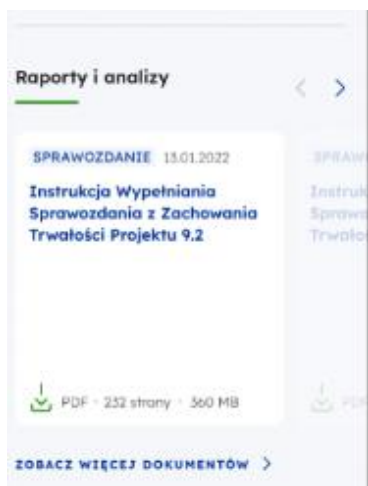 Raporty i analizy
SPRAWOZDANIE 13.01.2022
Instrukcja Wypełniania
Sprawozdania z Zachowania
Trwałości Projektu 9.2
PDF · 232 strony · 360 MB
ZOBACZ WIĘCEJ DOKUMENTÓW